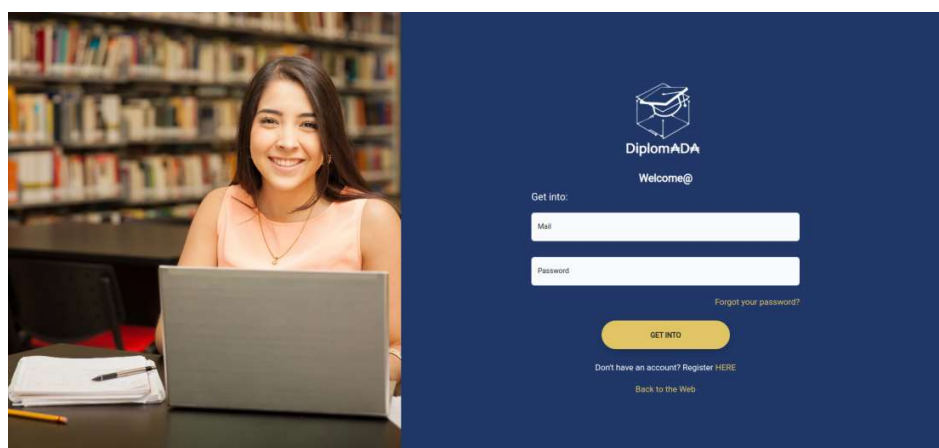 Diplom₳D₳
Welcome@
Get into:
Mail
Password
Forgot your password?
GET INTO
Don't have an account? Register HERE
Back to the Web